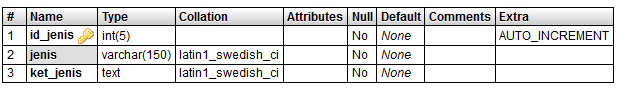 # Name Type Collation Attributes Null Default Comments Extra
1 id_jenis int(5) No None AUTO_INCREMENT
2 jenis varchar(150) latin1_swedish_ci No None
3 ket_jenis text latin1_swedish_ci No None